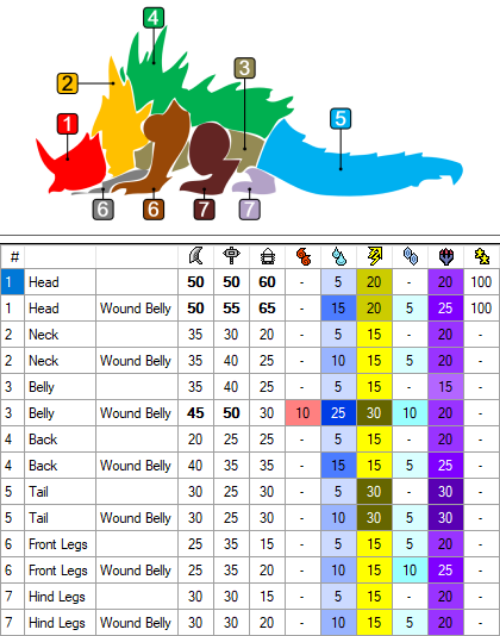 4
2
3
1
5
6
6
7
7
#
1 Head 50 50 60 - 5 20 - 20 100
1 Head Wound Belly 50 55 65 - 15 20 5 25 100
2 Neck 35 30 20 - 5 15 - 20 -
2 Neck Wound Belly 35 40 25 - 10 15 5 20 -
3 Belly 35 40 25 - 5 15 - 15 -
3 Belly Wound Belly 45 50 30 10 25 30 10 20 -
4 Back 20 25 25 - 5 15 - 20 -
4 Back Wound Belly 40 35 35 - 15 15 5 25 -
5 Tail 30 25 30 - 5 30 - 30 -
5 Tail Wound Belly 30 25 30 - 10 30 5 30 -
6 Front Legs 25 35 15 - 5 15 5 20 -
6 Front Legs Wound Belly 25 35 20 - 10 15 10 25 -
7 Hind Legs 30 30 25 - 5 15 - 20 -
7 Hind Legs Wound Belly 30 30 20 - 10 15 5 20 -